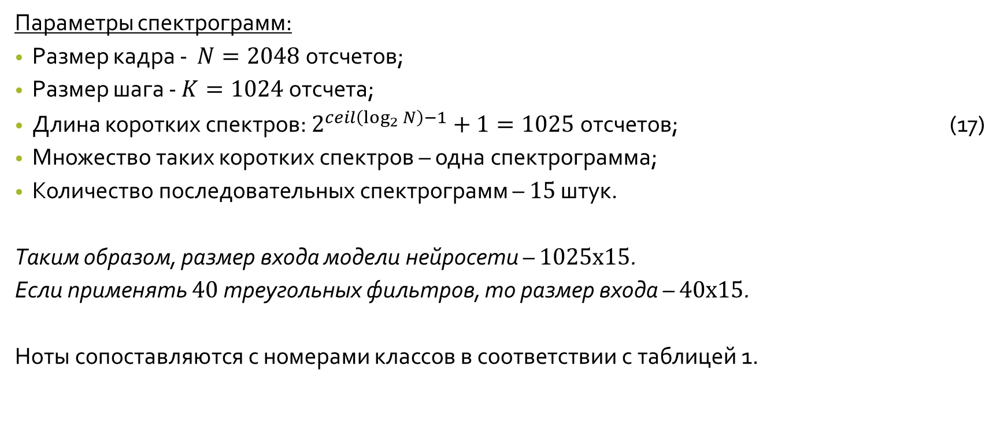 Параметры спектрограмм:
• Размер кадра - N = 2048 отсчетов;
• Размер шага - K = 1024 отсчета;
• Длина коротких спектров: 2^{ceil(log₂ N)−1} + 1 = 1025 отсчетов; (17)
• Множество таких коротких спектров – одна спектрограмма;
• Количество последовательных спектрограмм – 15 штук.
Таким образом, размер входа модели нейросети – 1025x15.
Если применять 40 треугольных фильтров, то размер входа – 40x15.
Ноты сопоставляются с номерами классов в соответствии с таблицей 1.